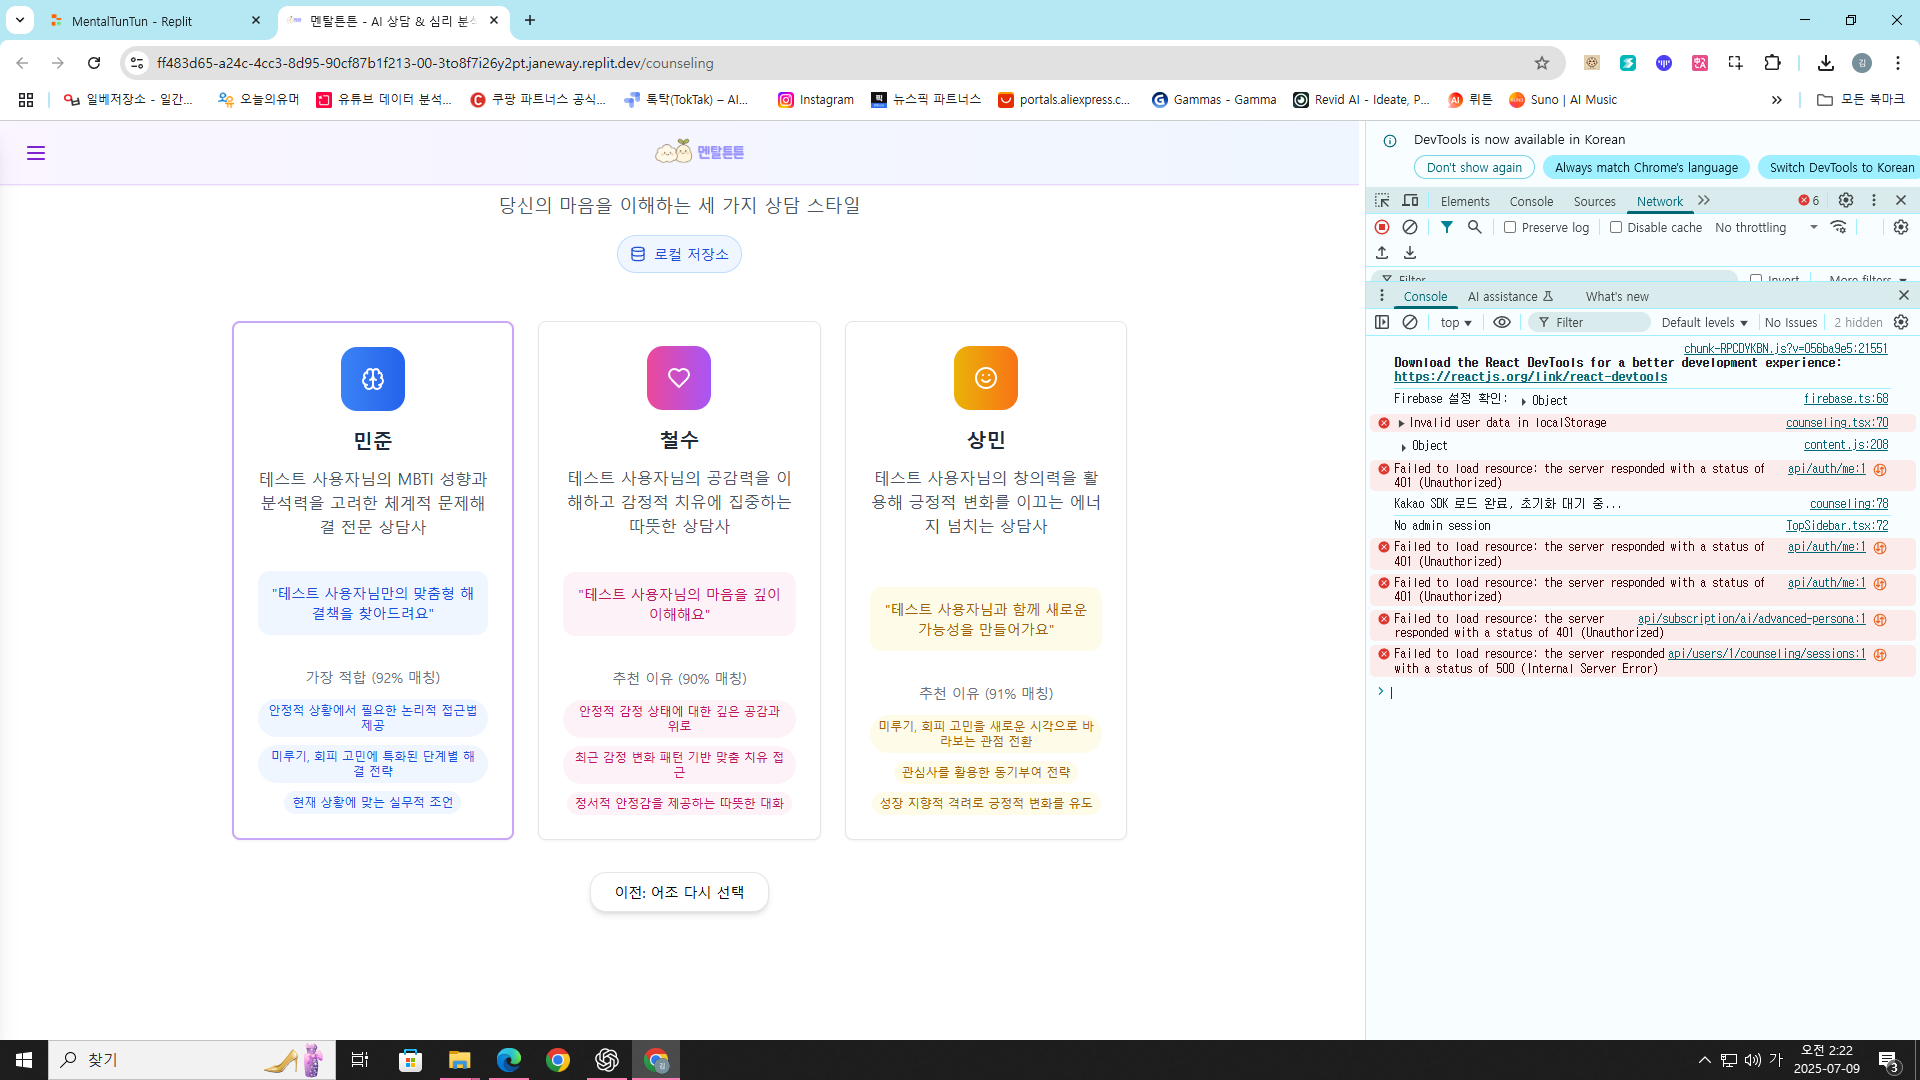 MentalTunTun - Replit
멘탈튼튼 - AI 상담 & 심리 분석
ff483d65-a24c-4cc3-8d95-90cf87b1f213-00-3to8f7i26y2pt.janeway.replit.dev/counseling
일베저장소 - 일간...
오늘의유머
유튜브 데이터 분석...
쿠팡 파트너스 공식...
톡탁(TokTak) – AI...
Instagram
뉴스픽 파트너스
portals.aliexpress.c...
Gammas - Gamma
Revid AI - Ideate, P...
뤼튼
Suno | AI Music
모든 북마크
멘탈튼튼
당신의 마음을 이해하는 세 가지 상담 스타일
로컬 저장소
민준
테스트 사용자님의 MBTI 성향과
분석력을 고려한 체계적 문제해
결 전문 상담사
"테스트 사용자님만의 맞춤형 해
결책을 찾아드려요"
가장 적합 (92% 매칭)
안정적 상황에서 필요한 논리적 접근법
제공
미루기, 회피 고민에 특화된 단계별 해
결 전략
현재 상황에 맞는 실무적 조언
철수
테스트 사용자님의 공감력을 이
해하고 감정적 치유에 집중하는
따뜻한 상담사
"테스트 사용자님의 마음을 깊이
이해해요"
추천 이유 (90% 매칭)
안정적 감정 상태에 대한 깊은 공감과
위로
최근 감정 변화 패턴 기반 맞춤 치유 접
근
정서적 안정감을 제공하는 따뜻한 대화
상민
테스트 사용자님의 창의력을 활
용해 긍정적 변화를 이끄는 에너
지 넘치는 상담사
"테스트 사용자님과 함께 새로운
가능성을 만들어가요"
추천 이유 (91% 매칭)
미루기, 회피 고민을 새로운 시각으로 바
라보는 관점 전환
관심사를 활용한 동기부여 전략
성장 지향적 격려로 긍정적 변화를 유도
이전: 어조 다시 선택
DevTools is now available in Korean
Don't show again
Always match Chrome's language
Switch DevTools to Korean
Elements
Console
Sources
Network
6
Preserve log
Disable cache
No throttling
Filter
Invert
More filters
Console
AI assistance
What's new
top
Filter
Default levels
No Issues
2 hidden
chunk-RPCDYKBN.js?v=056ba9e5:21551
Download the React DevTools for a better development experience:
https://reactjs.org/link/react-devtools
Firebase 설정 확인: Object firebase.ts:68
Invalid user data in localStorage counseling.tsx:70
Object content.js:208
Failed to load resource: the server responded with a status of api/auth/me:1
401 (Unauthorized)
Kakao SDK 로드 완료, 초기화 대기 중... counseling:78
No admin session TopSidebar.tsx:72
Failed to load resource: the server responded with a status of api/auth/me:1
401 (Unauthorized)
Failed to load resource: the server responded with a status of api/auth/me:1
401 (Unauthorized)
Failed to load resource: the server api/subscription/ai/advanced-persona:1
responded with a status of 401 (Unauthorized)
Failed to load resource: the server responded api/users/1/counseling/sessions:1
with a status of 500 (Internal Server Error)
찾기
가
오전 2:22
2025-07-09
3